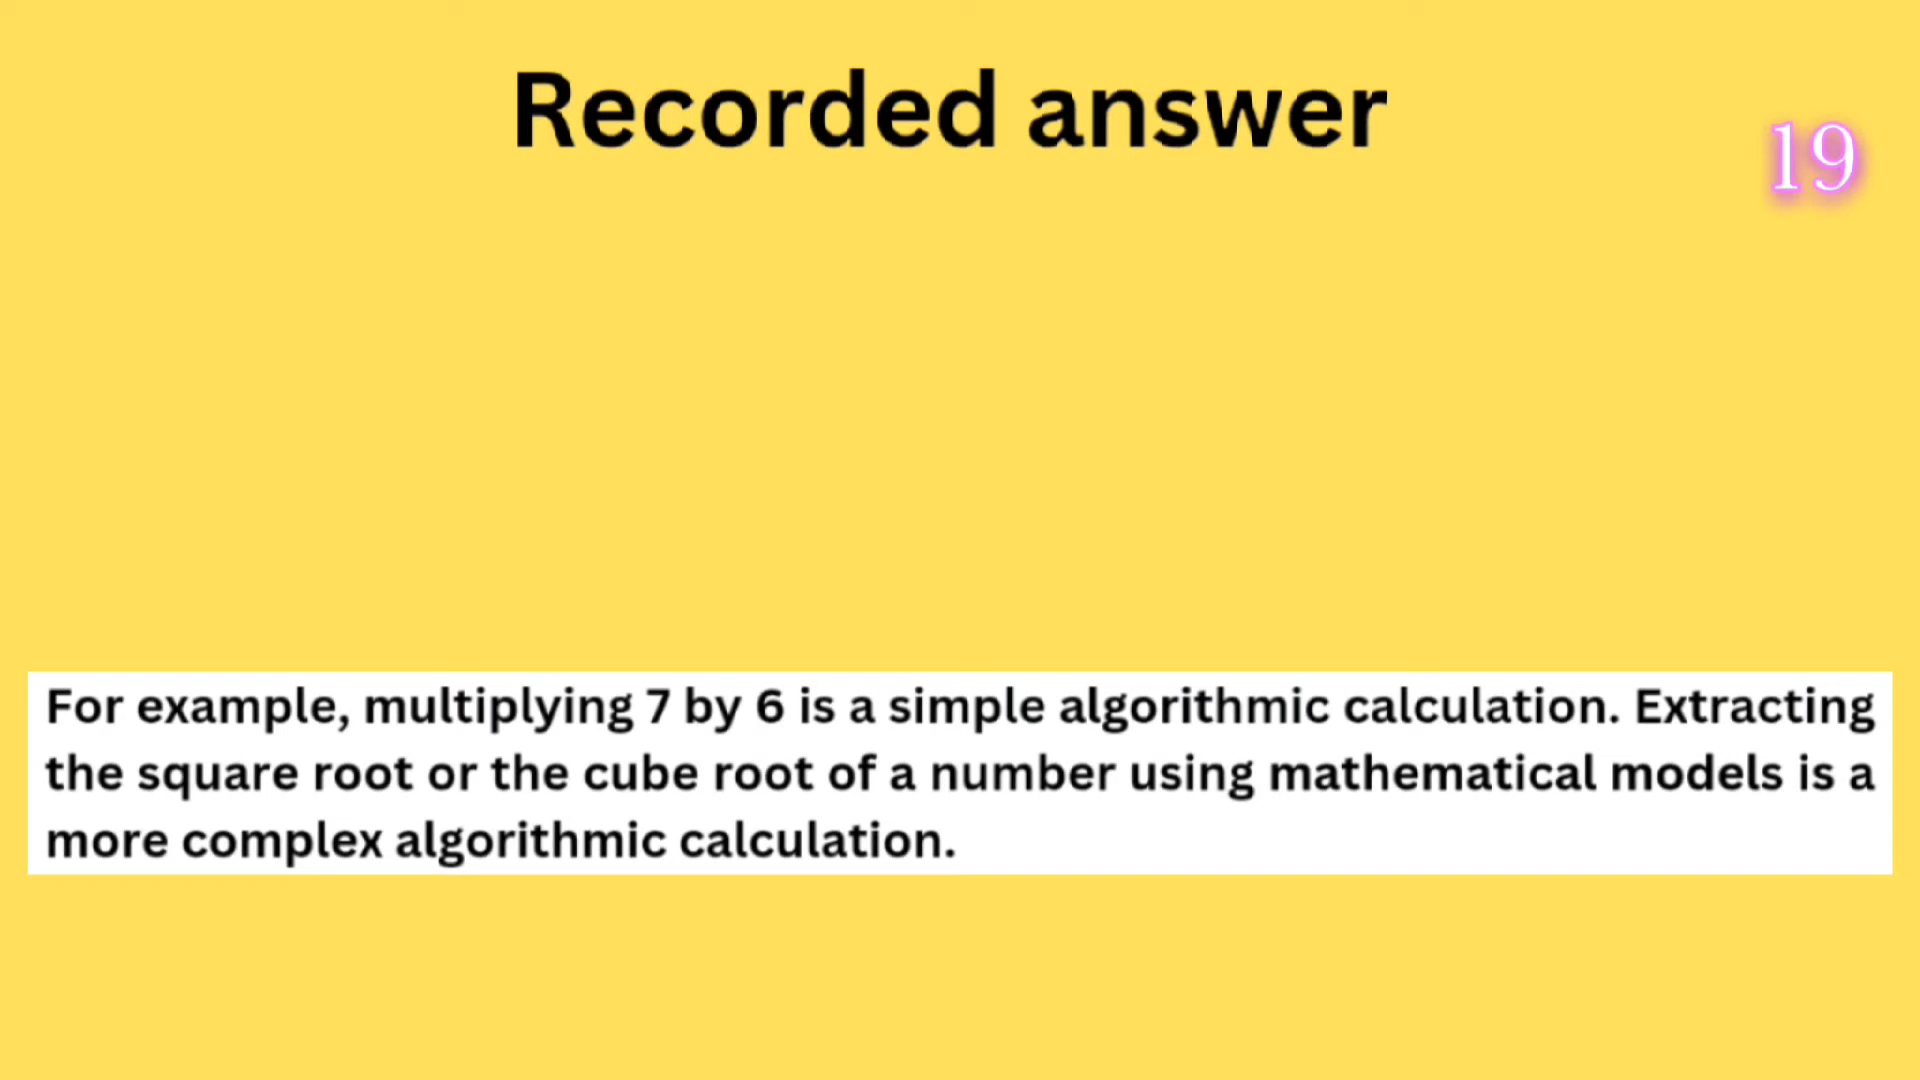 Recorded answer
19
For example, multiplying 7 by 6 is a simple algorithmic calculation. Extracting
the square root or the cube root of a number using mathematical models is a
more complex algorithmic calculation.